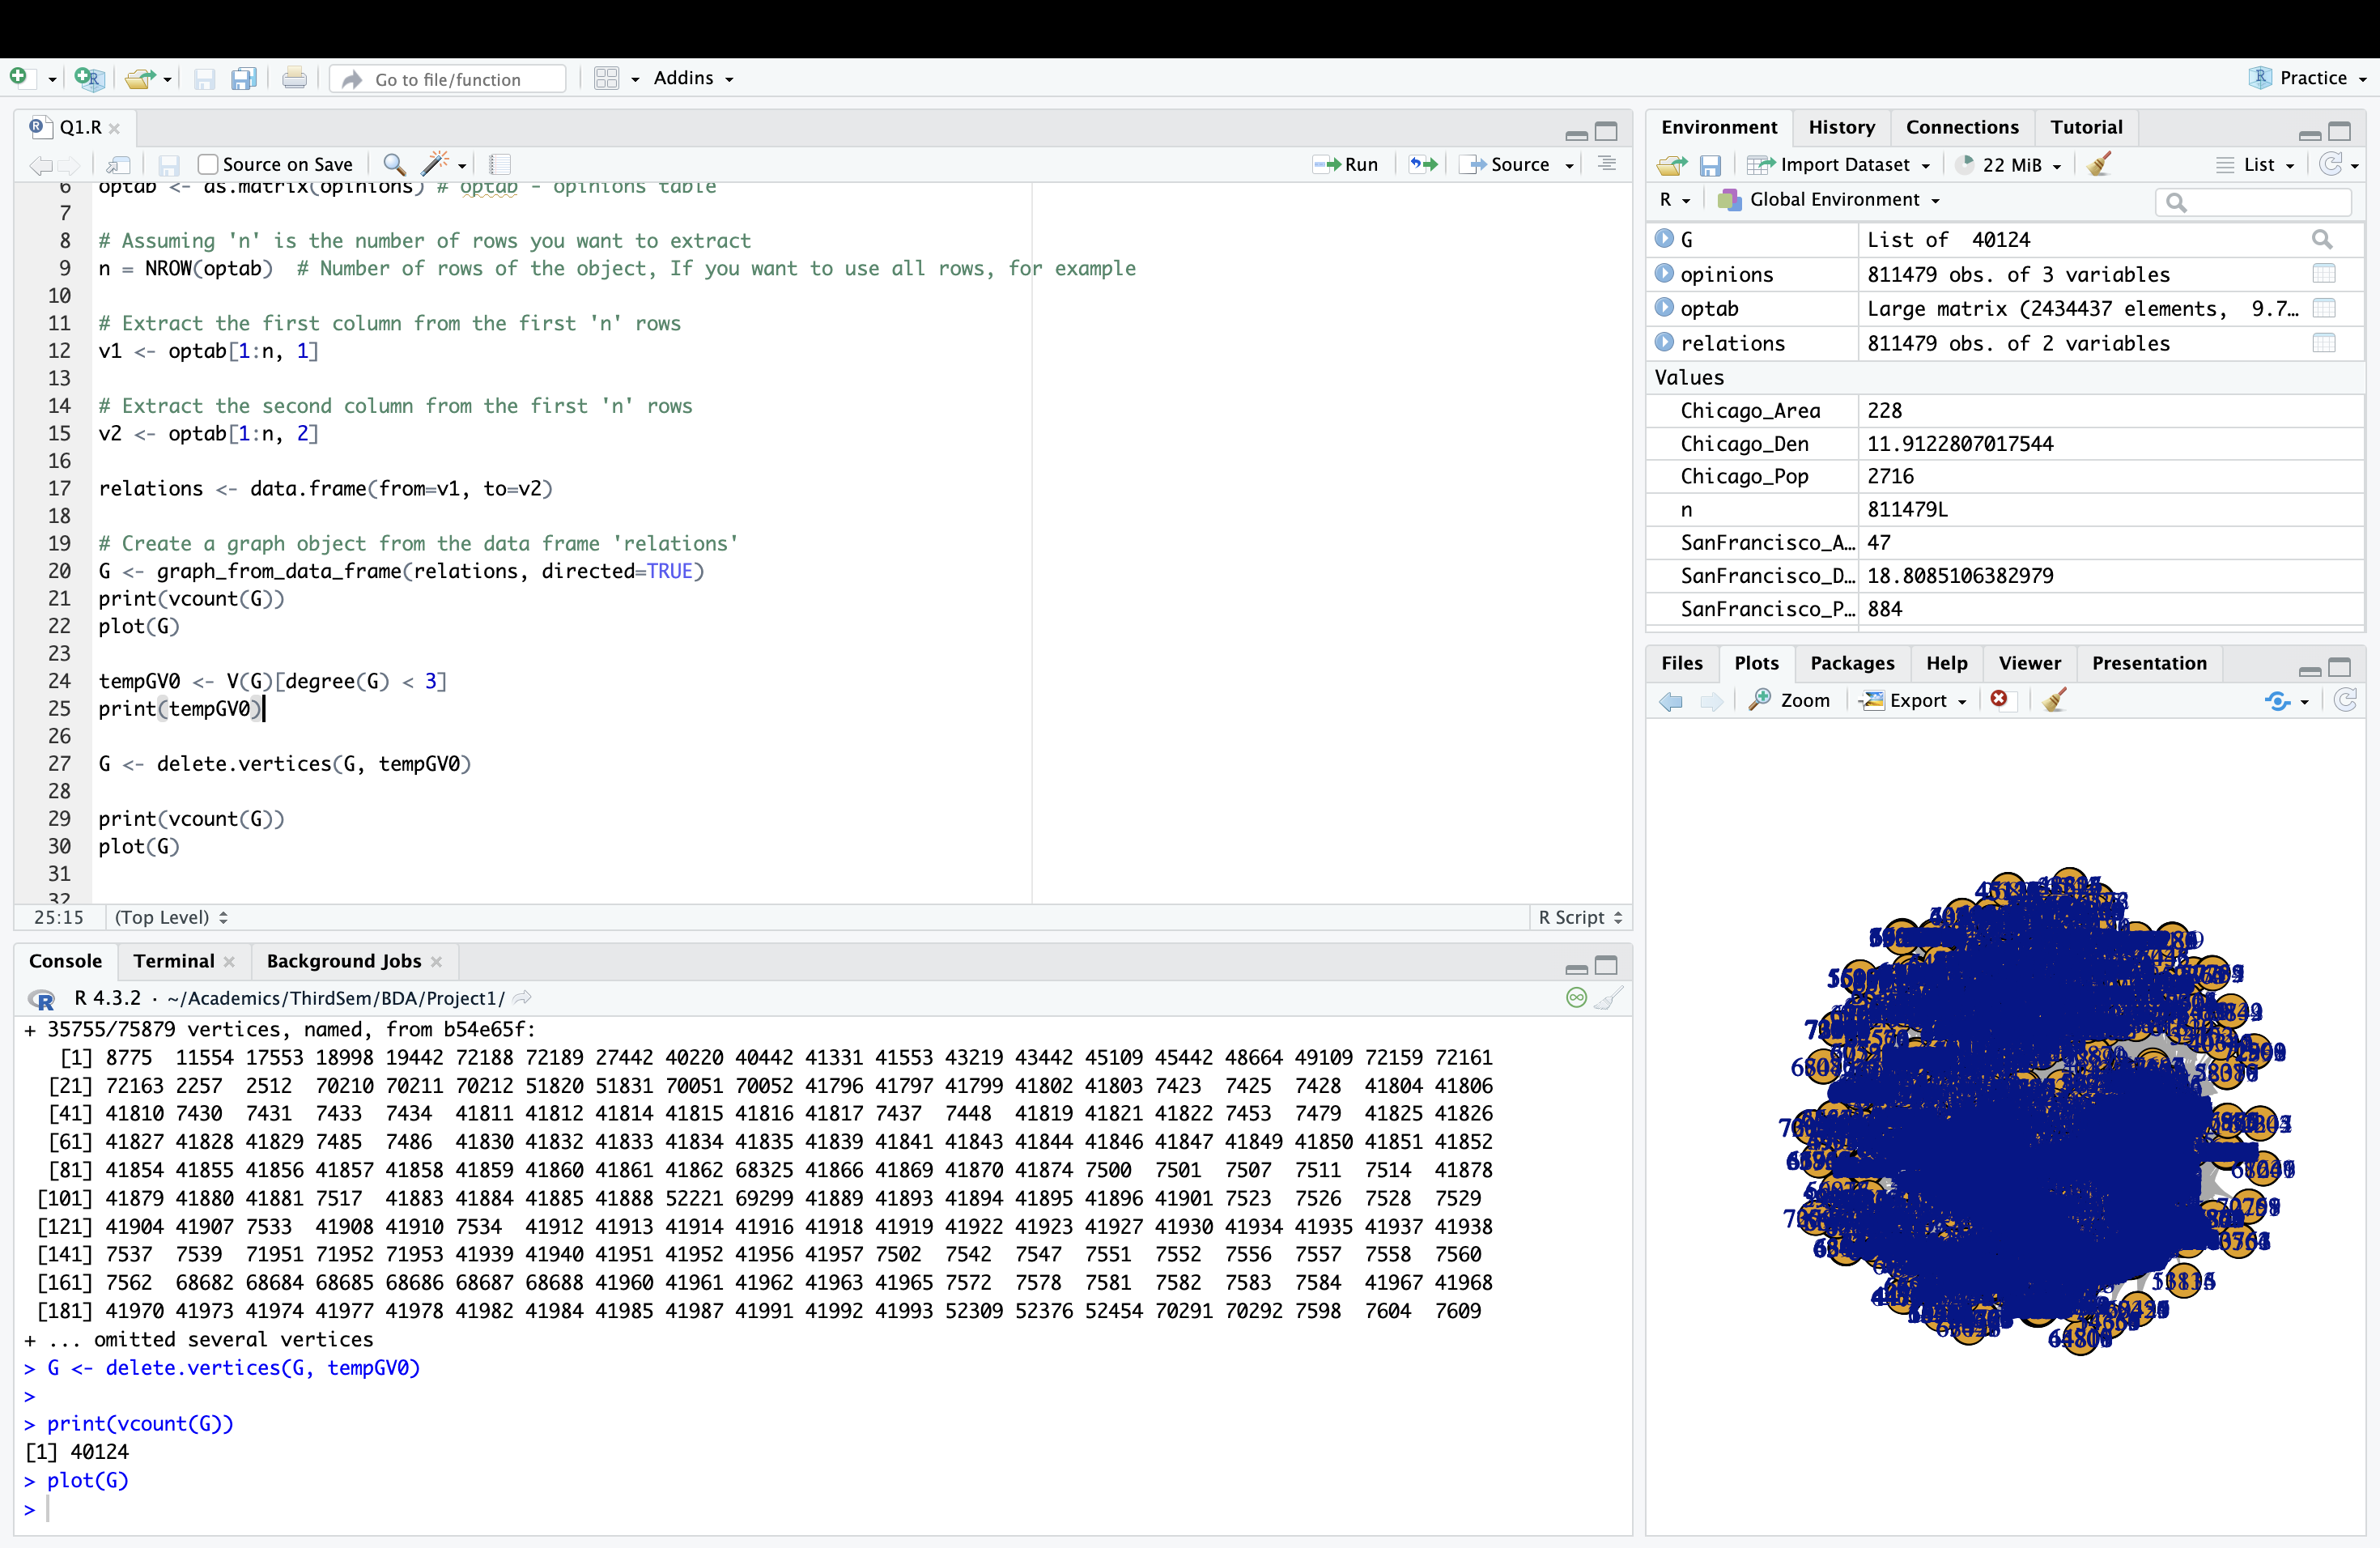 Go to file/function
Addins
Practice
Q1.R
Source on Save
Run
Source
6 optab <- as.matrix(opinions) # optab - opinions table
7
8 # Assuming 'n' is the number of rows you want to extract
9 n = NROW(optab)  # Number of rows of the object, If you want to use all rows, for example
10
11 # Extract the first column from the first 'n' rows
12 v1 <- optab[1:n, 1]
13
14 # Extract the second column from the first 'n' rows
15 v2 <- optab[1:n, 2]
16
17 relations <- data.frame(from=v1, to=v2)
18
19 # Create a graph object from the data frame 'relations'
20 G <- graph_from_data_frame(relations, directed=TRUE)
21 print(vcount(G))
22 plot(G)
23
24 tempGV0 <- V(G)[degree(G) < 3]
25 print(tempGV0)
26
27 G <- delete.vertices(G, tempGV0)
28
29 print(vcount(G))
30 plot(G)
31
32
25:15 (Top Level) R Script
Console Terminal Background Jobs
R 4.3.2 · ~/Academics/ThirdSem/BDA/Project1/
+ 35755/75879 vertices, named, from b54e65f:
[1] 8775 11554 17553 18998 19442 72188 72189 27442 40220 40442 41331 41553 43219 43442 45109 45442 48664 49109 72159 72161
[21] 72163 2257 2512 70210 70211 70212 51820 51831 70051 70052 41796 41797 41799 41802 41803 7423 7425 7428 41804 41806
[41] 41810 7430 7431 7433 7434 41811 41812 41814 41815 41816 41817 7437 7448 41819 41821 41822 7453 7479 41825 41826
[61] 41827 41828 41829 7485 7486 41830 41832 41833 41834 41835 41839 41841 41843 41844 41846 41847 41849 41850 41851 41852
[81] 41854 41855 41856 41857 41858 41859 41860 41861 41862 68325 41866 41869 41870 41874 7500 7501 7507 7511 7514 41878
[101] 41879 41880 41881 7517 41883 41884 41885 41888 52221 69299 41889 41893 41894 41895 41896 41901 7523 7526 7528 7529
[121] 41904 41907 7533 41908 41910 7534 41912 41913 41914 41916 41918 41919 41922 41923 41927 41930 41934 41935 41937 41938
[141] 7537 7539 71951 71952 71953 41939 41940 41951 41952 41956 41957 7502 7542 7547 7551 7552 7556 7557 7558 7560
[161] 7562 68682 68684 68685 68686 68687 68688 41960 41961 41962 41963 41965 7572 7578 7581 7582 7583 7584 41967 41968
[181] 41970 41973 41974 41977 41978 41982 41984 41985 41987 41991 41992 41993 52309 52376 52454 70291 70292 7598 7604 7609
+ ... omitted several vertices
> G <- delete.vertices(G, tempGV0)
>
> print(vcount(G))
[1] 40124
> plot(G)
>
Environment History Connections Tutorial
Import Dataset 22 MiB List
R Global Environment
G List of  40124
opinions 811479 obs. of 3 variables
optab Large matrix (2434437 elements,  9.7…
relations 811479 obs. of 2 variables
Values
Chicago_Area 228
Chicago_Den 11.9122807017544
Chicago_Pop 2716
n 811479L
SanFrancisco_A… 47
SanFrancisco_D… 18.8085106382979
SanFrancisco_P… 884
Files Plots Packages Help Viewer Presentation
Zoom Export